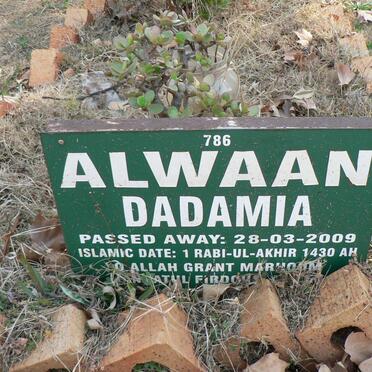 786
ALWAAN
DADAMIA
PASSED AWAY: 28-03-2009
ISLAMIC DATE: 1 RABI-UL-AKHIR 1430 AH
O ALLAH GRANT MARHOOM